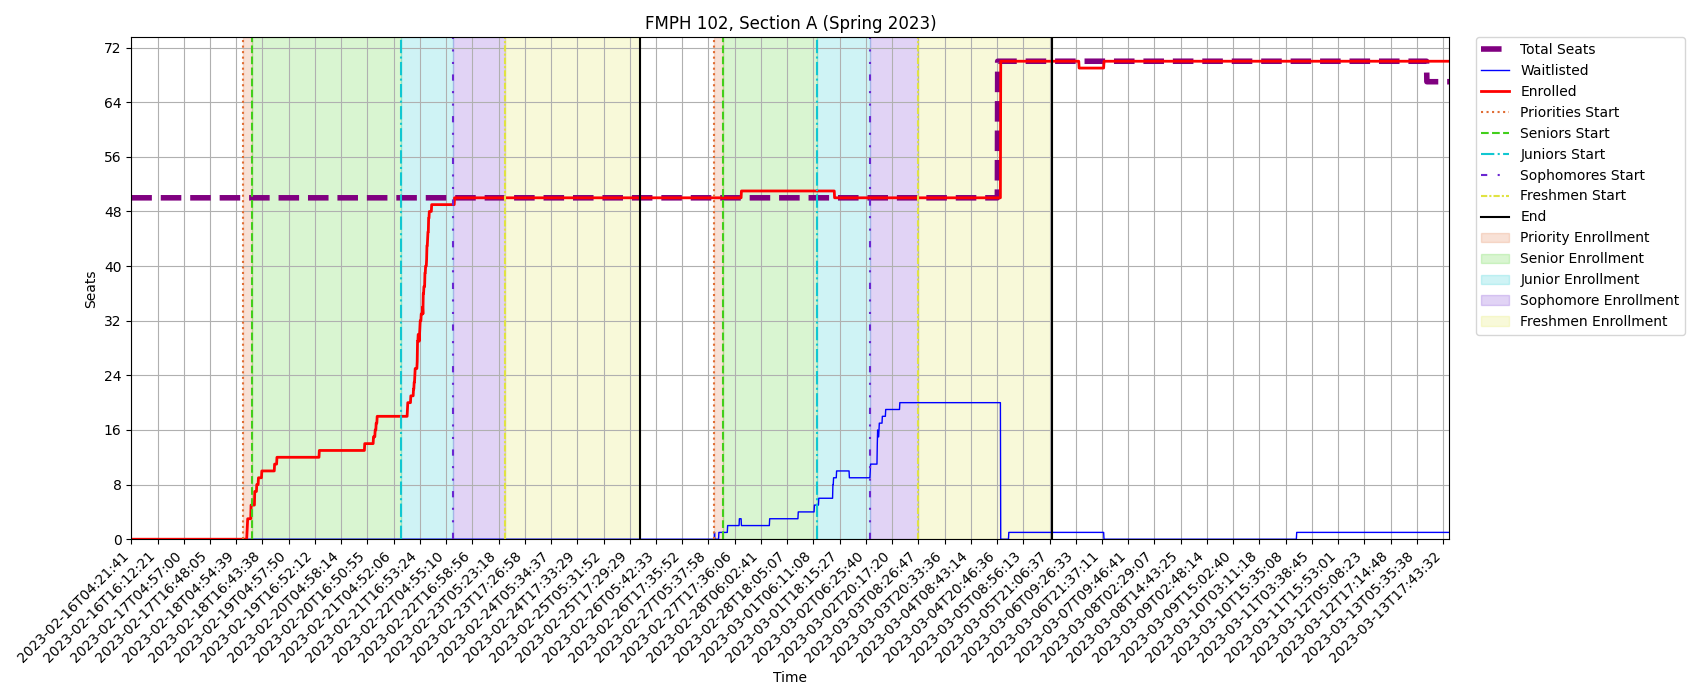 FMPH 102, Section A (Spring 2023)
72
64
56
48
40
32
24
16
8
0
Seats
2023-02-16T04:21:41
2023-02-16T16:12:21
2023-02-17T04:57:00
2023-02-17T16:48:05
2023-02-18T04:54:39
2023-02-18T16:43:38
2023-02-19T04:57:50
2023-02-19T16:52:12
2023-02-20T04:58:14
2023-02-20T16:50:55
2023-02-21T04:52:06
2023-02-21T16:53:24
2023-02-22T04:55:10
2023-02-22T16:58:56
2023-02-23T05:23:18
2023-02-23T17:26:58
2023-02-24T05:34:37
2023-02-24T17:33:29
2023-02-25T05:31:52
2023-02-25T17:29:29
2023-02-26T05:42:33
2023-02-26T17:35:52
2023-02-27T05:37:58
2023-02-27T17:36:06
2023-02-28T06:02:41
2023-02-28T18:05:07
2023-03-01T06:11:08
2023-03-01T18:15:27
2023-03-02T06:25:40
2023-03-02T20:17:20
2023-03-03T08:26:47
2023-03-03T20:33:36
2023-03-04T08:43:14
2023-03-04T20:46:36
2023-03-05T08:56:13
2023-03-05T21:06:37
2023-03-06T09:26:33
2023-03-06T21:37:11
2023-03-07T09:46:41
2023-03-08T02:29:07
2023-03-08T14:43:25
2023-03-09T02:48:14
2023-03-09T15:02:40
2023-03-10T03:11:18
2023-03-10T15:35:08
2023-03-11T03:38:45
2023-03-11T15:53:01
2023-03-12T05:08:23
2023-03-12T17:14:48
2023-03-13T05:35:38
2023-03-13T17:43:32
Time
Total Seats
Waitlisted
Enrolled
Priorities Start
Seniors Start
Juniors Start
Sophomores Start
Freshmen Start
End
Priority Enrollment
Senior Enrollment
Junior Enrollment
Sophomore Enrollment
Freshmen Enrollment